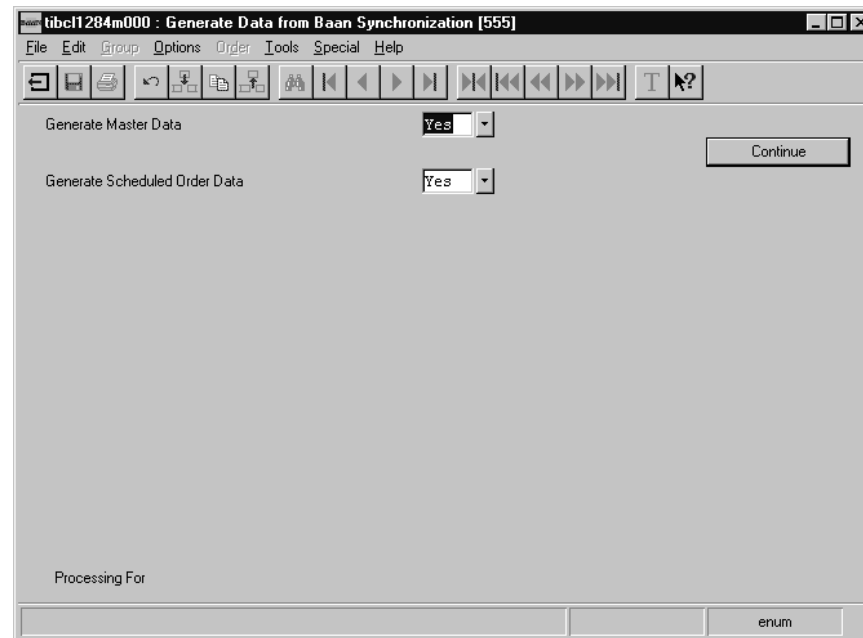 tibcl1284m000 : Generate Data from Baan Synchronization [555]
File Edit Group Options Order Tools Special Help
T ?
Generate Master Data Yes
Continue
Generate Scheduled Order Data Yes
Processing For
enum